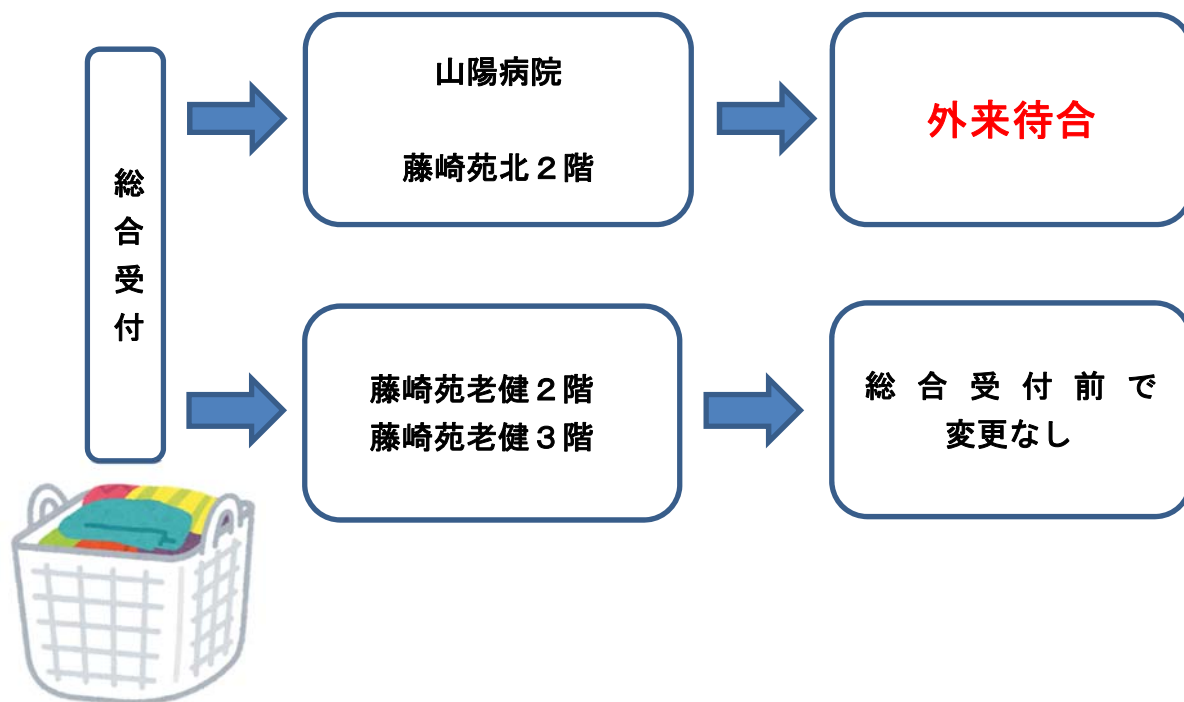 総合受付
山陽病院
藤崎苑北２階
外来待合
藤崎苑老健２階
藤崎苑老健３階
総合受付前で
変更なし